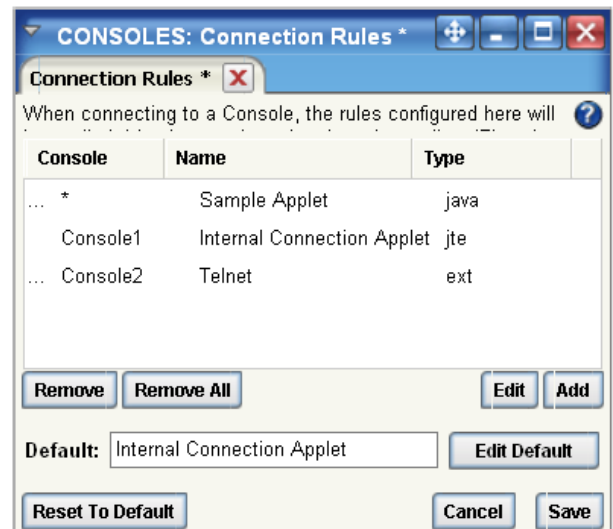 CONSOLES: Connection Rules *
Connection Rules *
When connecting to a Console, the rules configured here will
Console Name Type
... * Sample Applet java
Console1 Internal Connection Applet jte
... Console2 Telnet ext
Remove Remove All Edit Add
Default: Internal Connection Applet Edit Default
Reset To Default Cancel Save